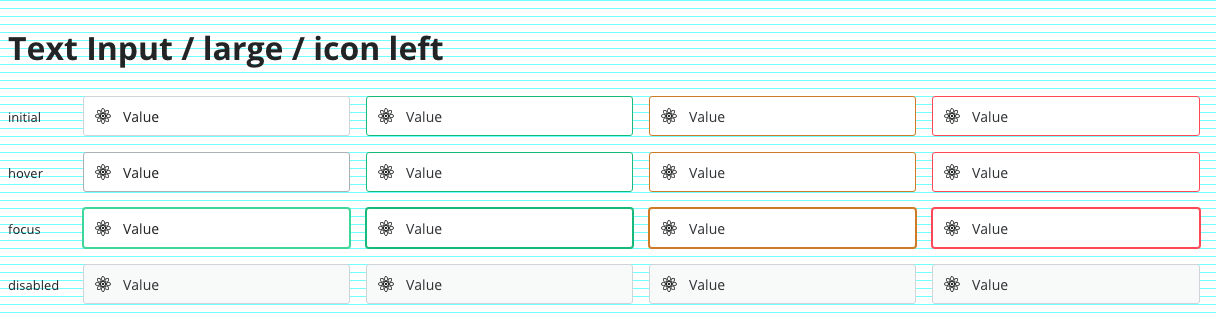 Text Input / large / icon left
initial Value Value Value Value
hover Value Value Value Value
focus Value Value Value Value
disabled Value Value Value Value